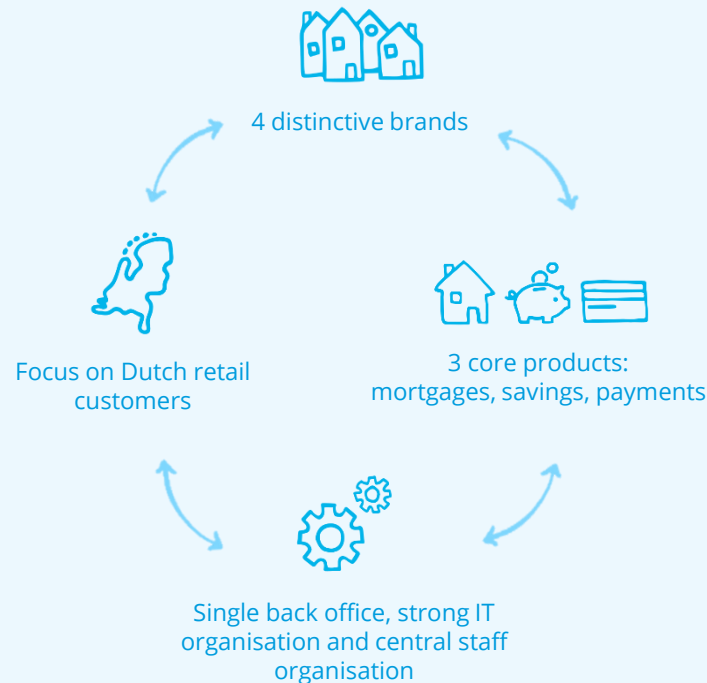 4 distinctive brands
Focus on Dutch retail
customers
3 core products:
mortgages, savings, payments
Single back office, strong IT
organisation and central staff
organisation